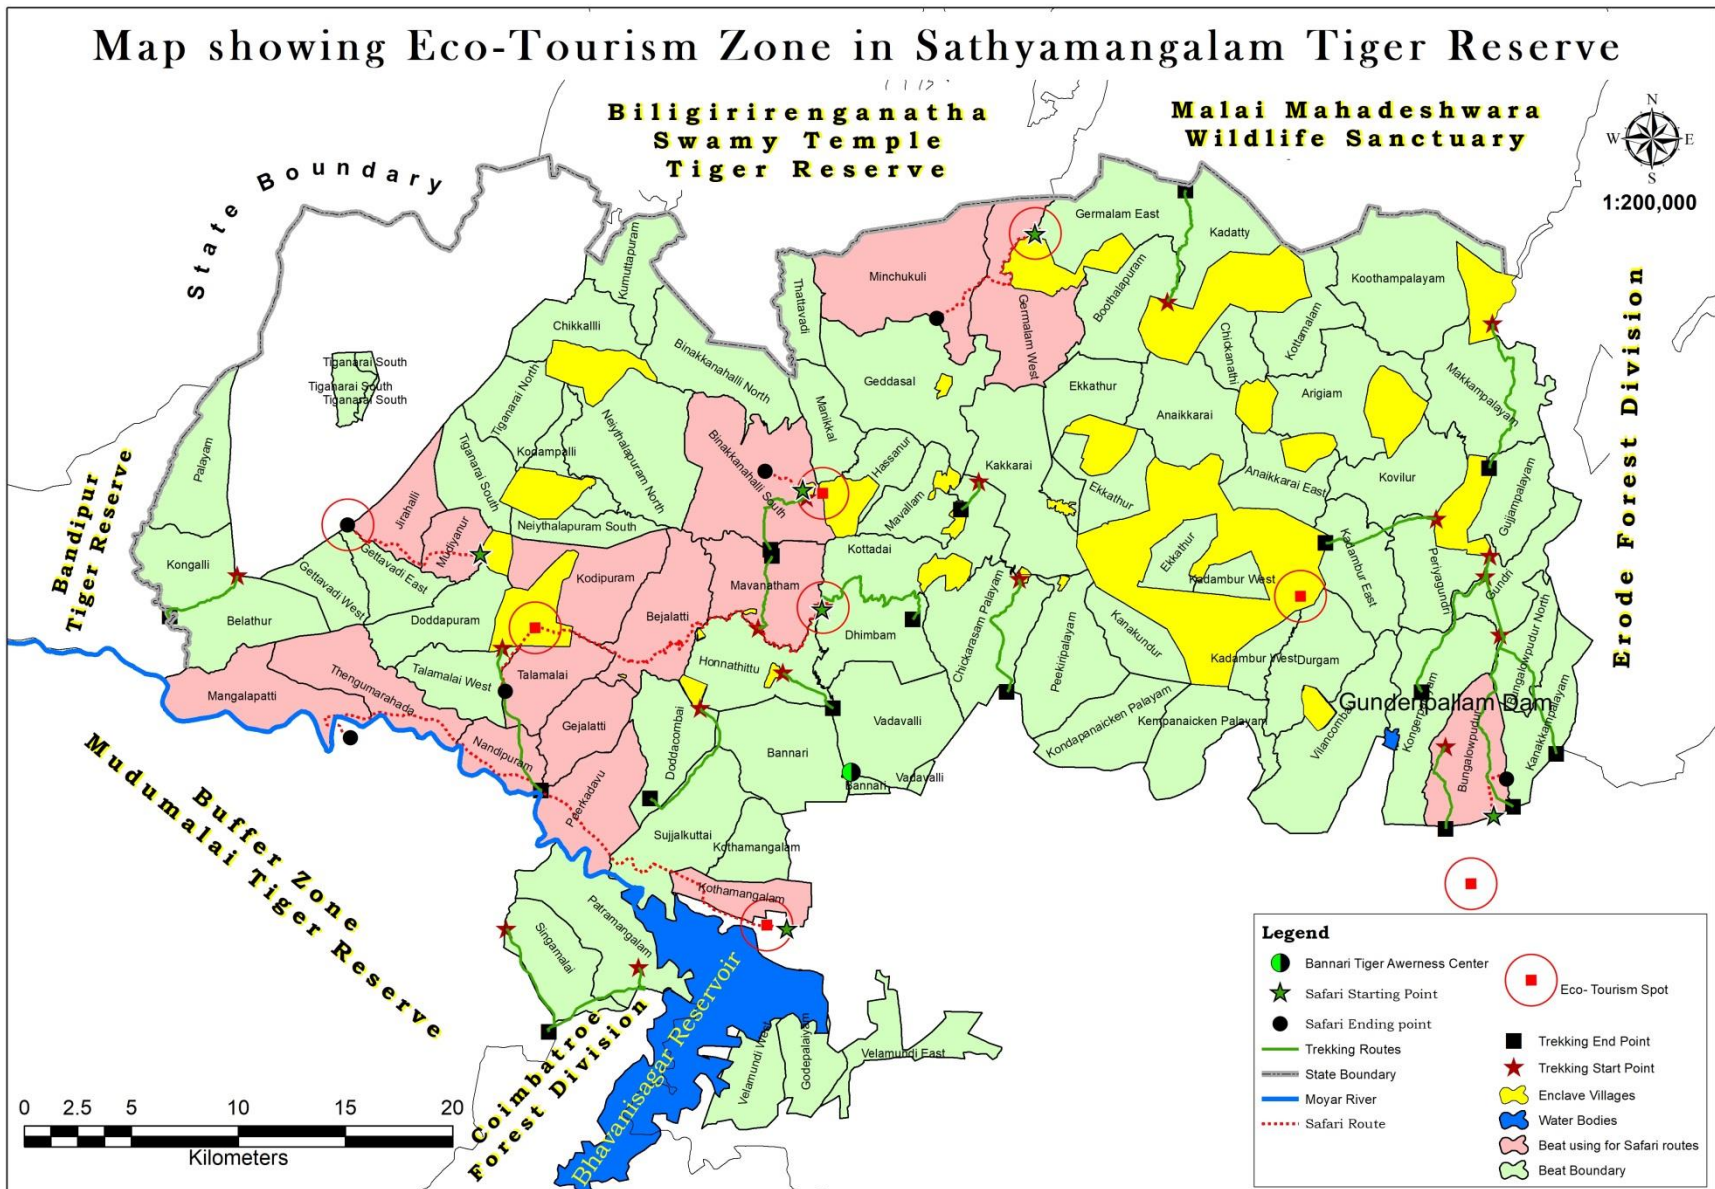 Map showing Eco-Tourism Zone in Sathyamangalam Tiger Reserve
Biligirirenganatha
Swamy Temple
Tiger Reserve
Malai Mahadeshwara
Wildlife Sanctuary
N
W
E
S
1:200,000
State Boundary
Bandipur
Tiger Reserve
Erode Forest Division
Buffer Zone
Mudumalai Tiger Reserve
Coimbatroe
Forest Division
Bhavanisagar Reservoir
Gunderipallam Dam
Kumuttapuram
Chikkallli
Thattavadi
Minchukuli
Germalam East
Germalam West
Boothalapuram
Kadatty
Koothampalayam
Kottamalam
Chickanathi
Makkampalayam
Tiganarai South
Tiganarai South
Tiganarai South
Binakkanahalli North
Tiganarai North
Geddasal
Ekkathur
Anaikkarai
Arigiam
Manikkal
Palayam
Neiythalapuram North
Kodampalli
Tiganarai South
Binakkanahalli South
Hassanur
Mavallam
Kakkarai
Ekkathur
Anaikkarai East
Kovilur
Gujjampalayam
Jirahalli
Mudiyanur
Neiythalapuram South
Gettavadi East
Gettavadi West
Kongalli
Belathur
Doddapuram
Kodipuram
Bejalatti
Mavanatham
Kottadai
Dhimbam
Chickarasam Palayam
Peekiripalayam
Kanakundur
Ekkathur
Kadambur West
Kadambur East
Periyagundri
Gundri
Bungalowpudur North
Kadambur West
Durgam
Mangalapatti
Thengumarahada
Talamalai West
Talamalai
Honnathittu
Gejalatti
Nandipuram
Peerkadavu
Doddacombai
Bannari
Vadavalli
Vadavalli
Bannari
Kondapanaicken Palayam
Kempanaicken Palayam
Vilancombai
Kongerpalayam
Bungalowpudur
Kanakkampalayam
Sujjalkuttai
Kothamangalam
Kothamangalam
Patramangalam
Singamalai
Velamundi West
Godepalaiyam
Velamundi East
0 2.5 5 10 15 20
Kilometers
Legend
Bannari Tiger Awerness Center
Safari Starting Point
Safari Ending point
Trekking Routes
State Boundary
Moyar River
Safari Route
Eco- Tourism Spot
Trekking End Point
Trekking Start Point
Enclave Villages
Water Bodies
Beat using for Safari routes
Beat Boundary